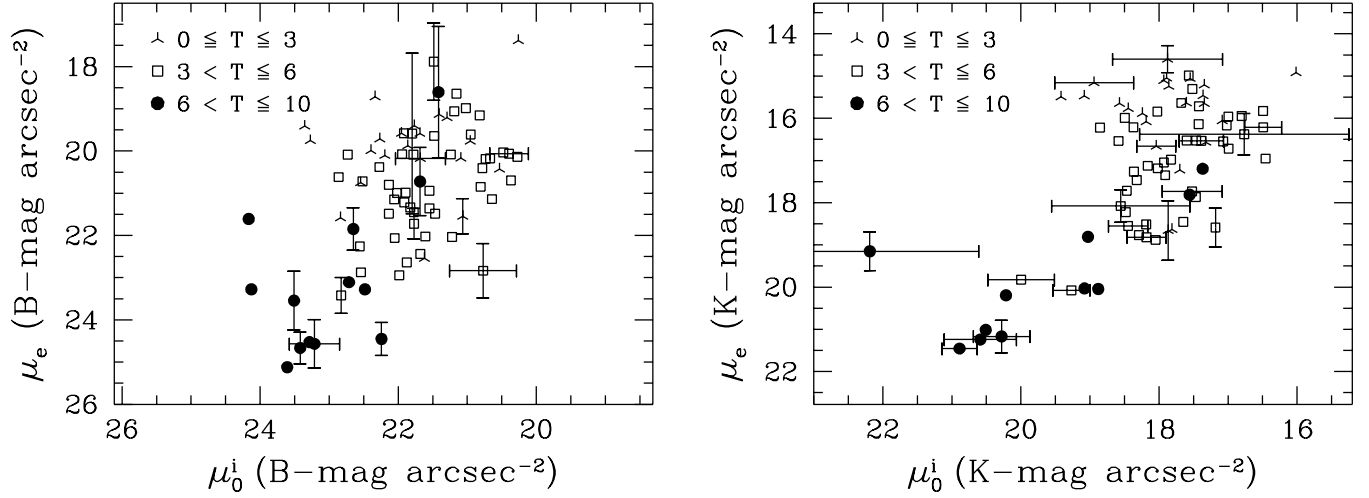 0 ≦ T ≦ 3
3 < T ≦ 6
6 < T ≦ 10
18
20
22
24
26
μe (B−mag arcsec−2)
26 24 22 20
μ0i (B−mag arcsec−2)
0 ≦ T ≦ 3
3 < T ≦ 6
6 < T ≦ 10
14
16
18
20
22
μe (K−mag arcsec−2)
22 20 18 16
μ0i (K−mag arcsec−2)